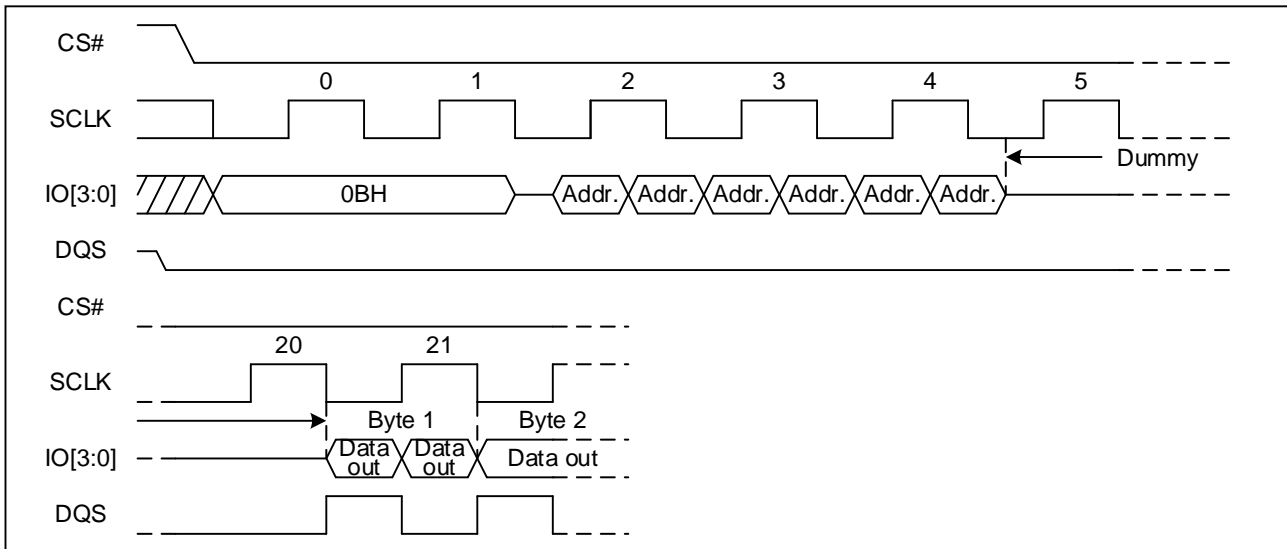 CS#
0 1 2 3 4 5
SCLK
Dummy
IO[3:0] 0BH Addr. Addr. Addr. Addr. Addr. Addr.
DQS
CS#
20 21
SCLK
Byte 1 Byte 2
IO[3:0] Data out Data out Data out
DQS